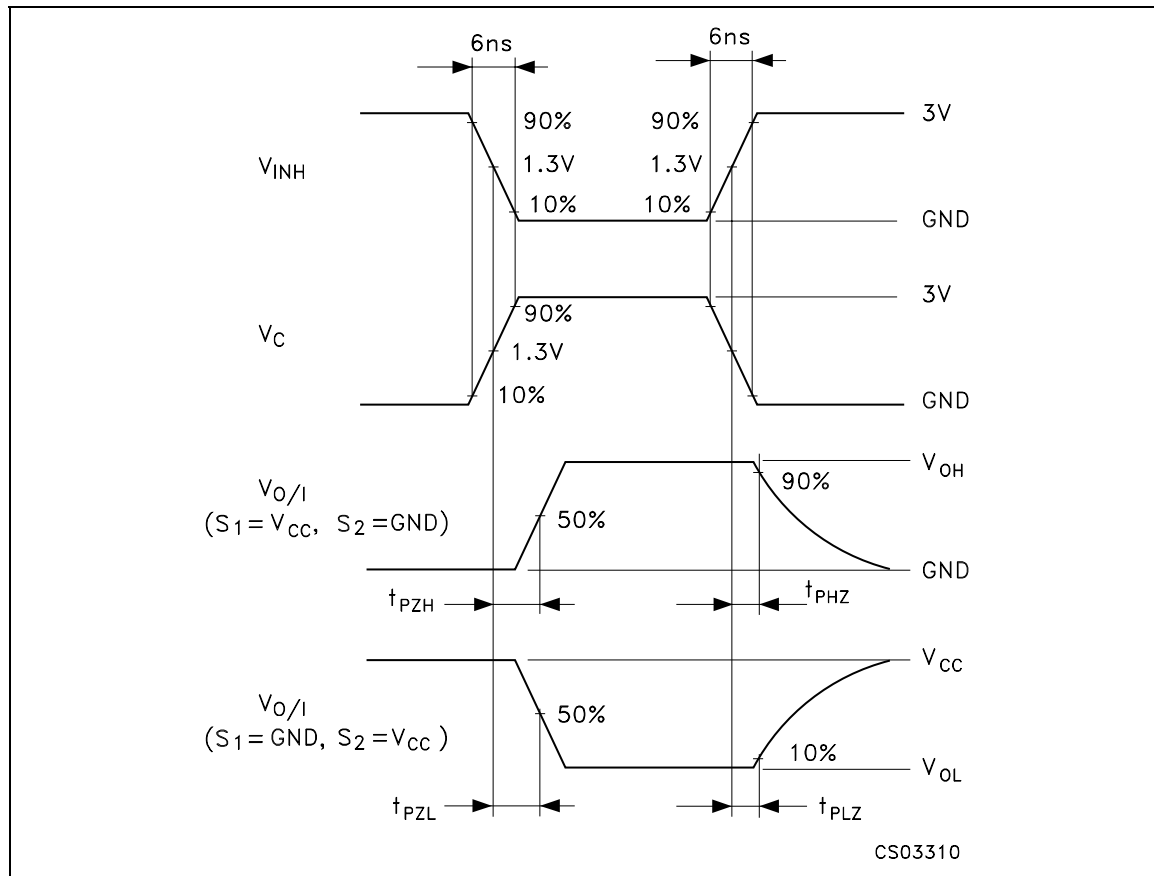 6ns 6ns
90% 90% 3V
V_INH 1.3V 1.3V
10% 10%
GND
3V
90%
V_C 1.3V
10%
GND
V_OH
90%
V_O/I
(S_1=V_CC, S_2=GND) 50%
GND
t_PZH t_PHZ
V_CC
V_O/I 50%
(S_1=GND, S_2=V_CC)
10%
V_OL
t_PZL t_PLZ
CS03310